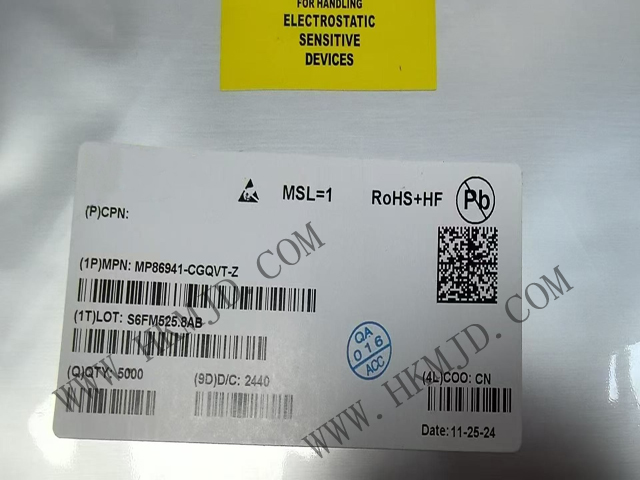 FOR HANDLING
ELECTROSTATIC
SENSITIVE
DEVICES
MSL=1
RoHS+HF
Pb
(P)CPN:
(1P)MPN: MP86941-CGQVT-Z
(1T)LOT: S6FM525.8AB
(Q)QTY: 5000
(9D)D/C: 2440
QA
016
ACC
(4L)COO: CN
Date: 11-25-24
WWW.HKMJD.COM
WWW.HKMJD.COM